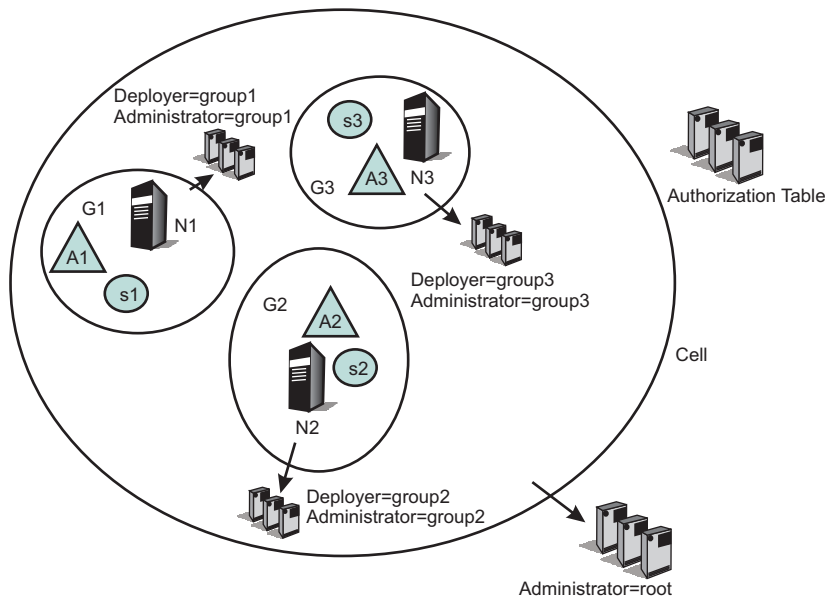 Deployer=group1
Administrator=group1
s3
G3
A3
N3
Authorization Table
G1
N1
A1
s1
Deployer=group3
Administrator=group3
G2
A2
s2
N2
Cell
Deployer=group2
Administrator=group2
Administrator=root